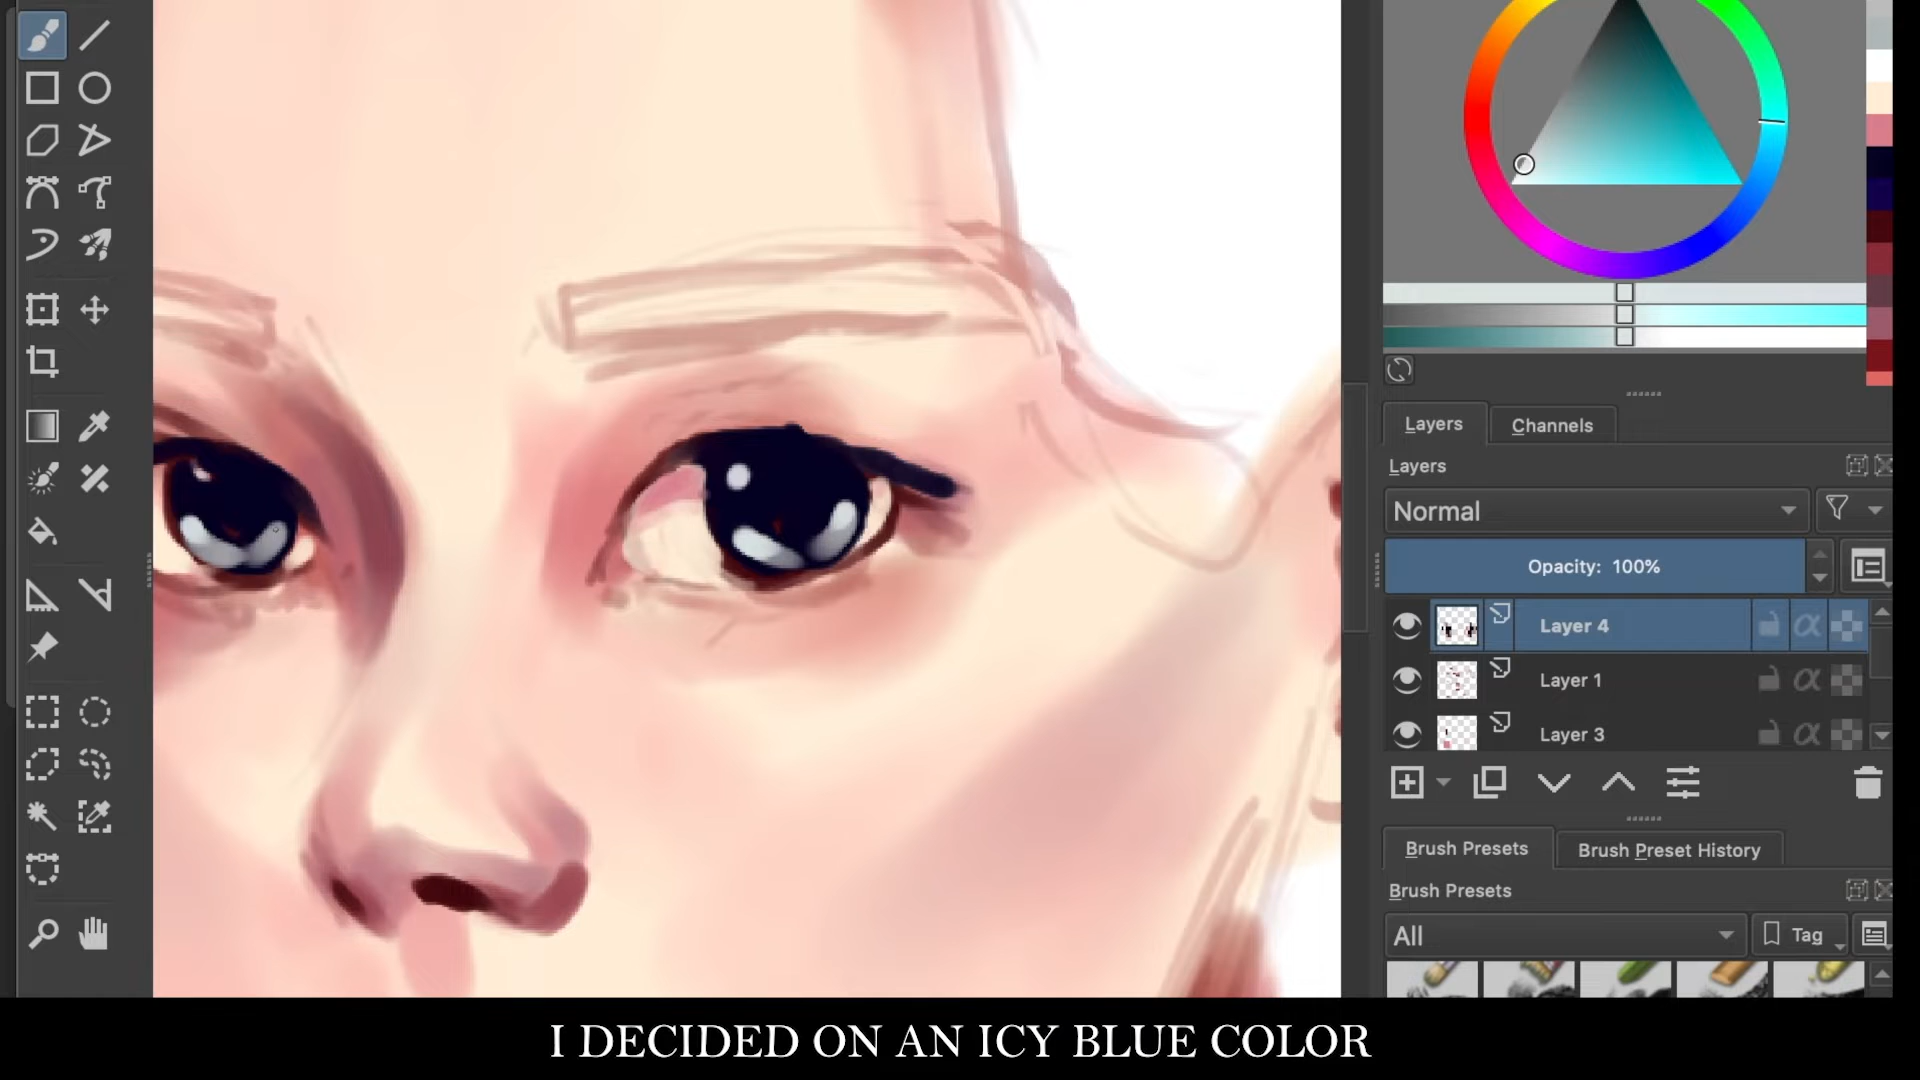 Layers
Channels
Layers
Normal
Opacity: 100%
Layer 4
Layer 1
Layer 3
Brush Presets
Brush Preset History
Brush Presets
All
Tag
I DECIDED ON AN ICY BLUE COLOR